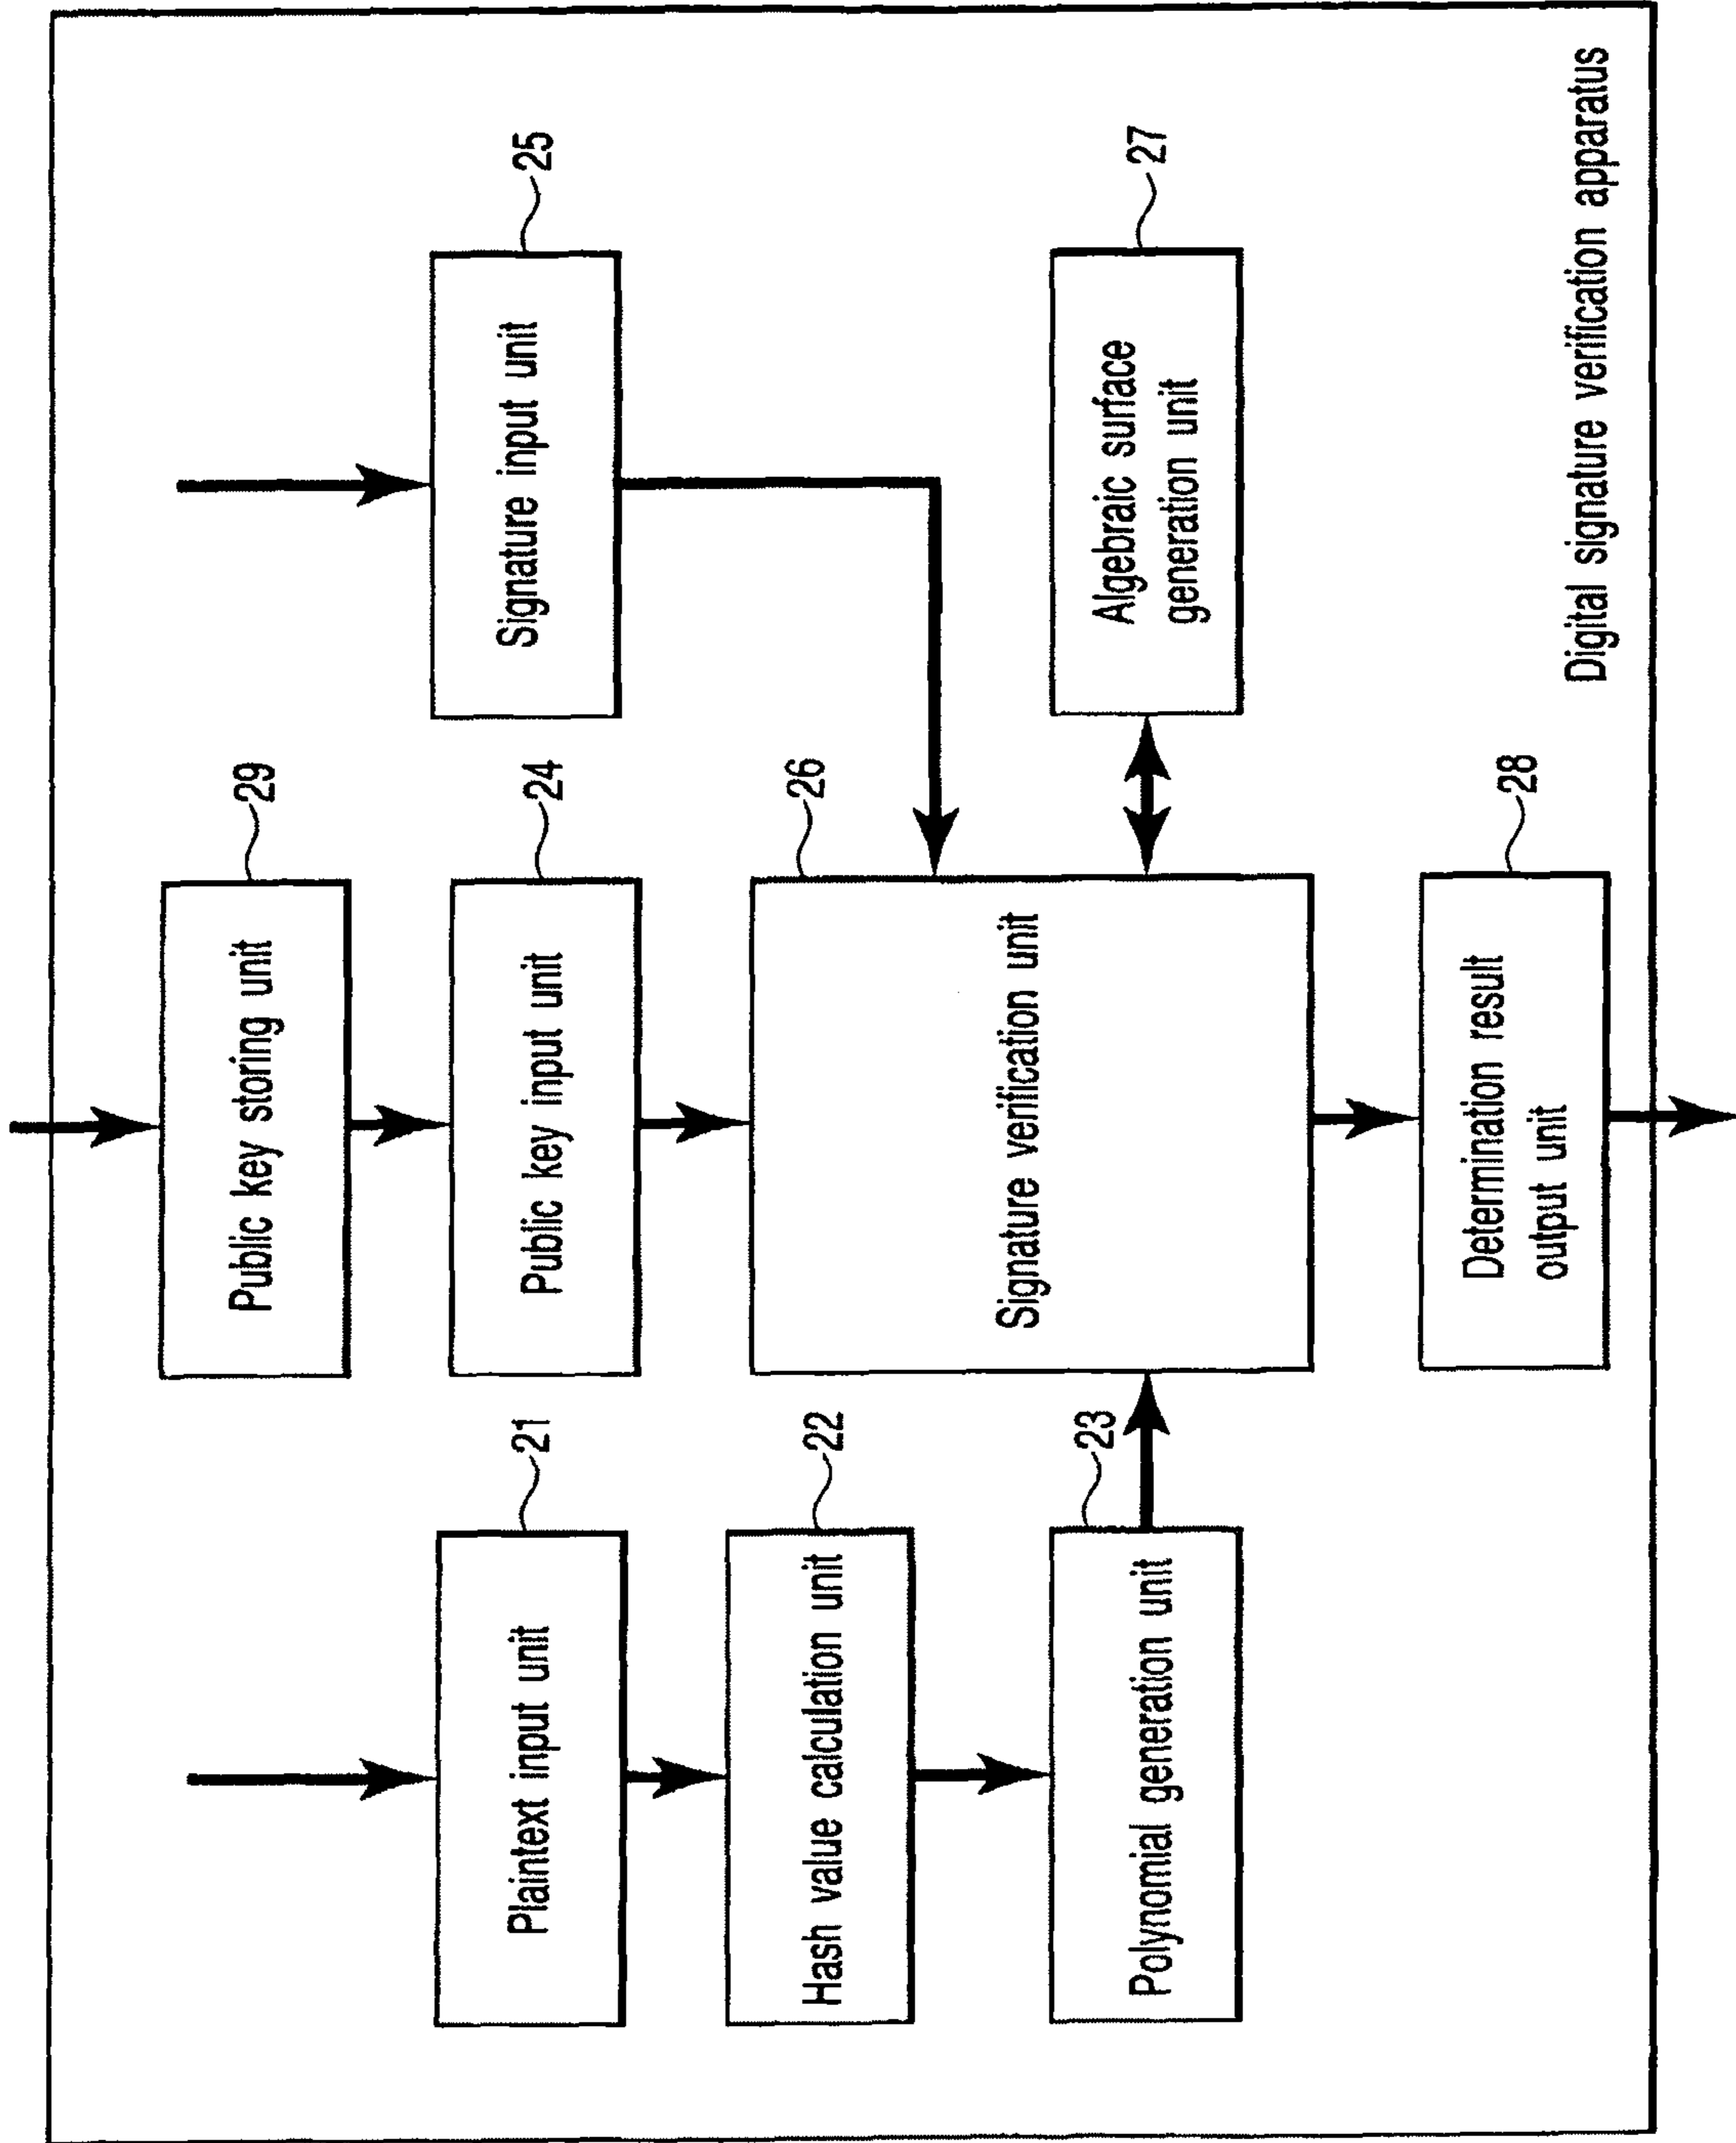 29
Public key storing unit
21
Plaintext input unit
24
Public key input unit
25
Signature input unit
22
Hash value calculation unit
26
Signature verification unit
23
Polynomial generation unit
27
Algebraic surface
generation unit
28
Determination result
output unit
Digital signature verification apparatus